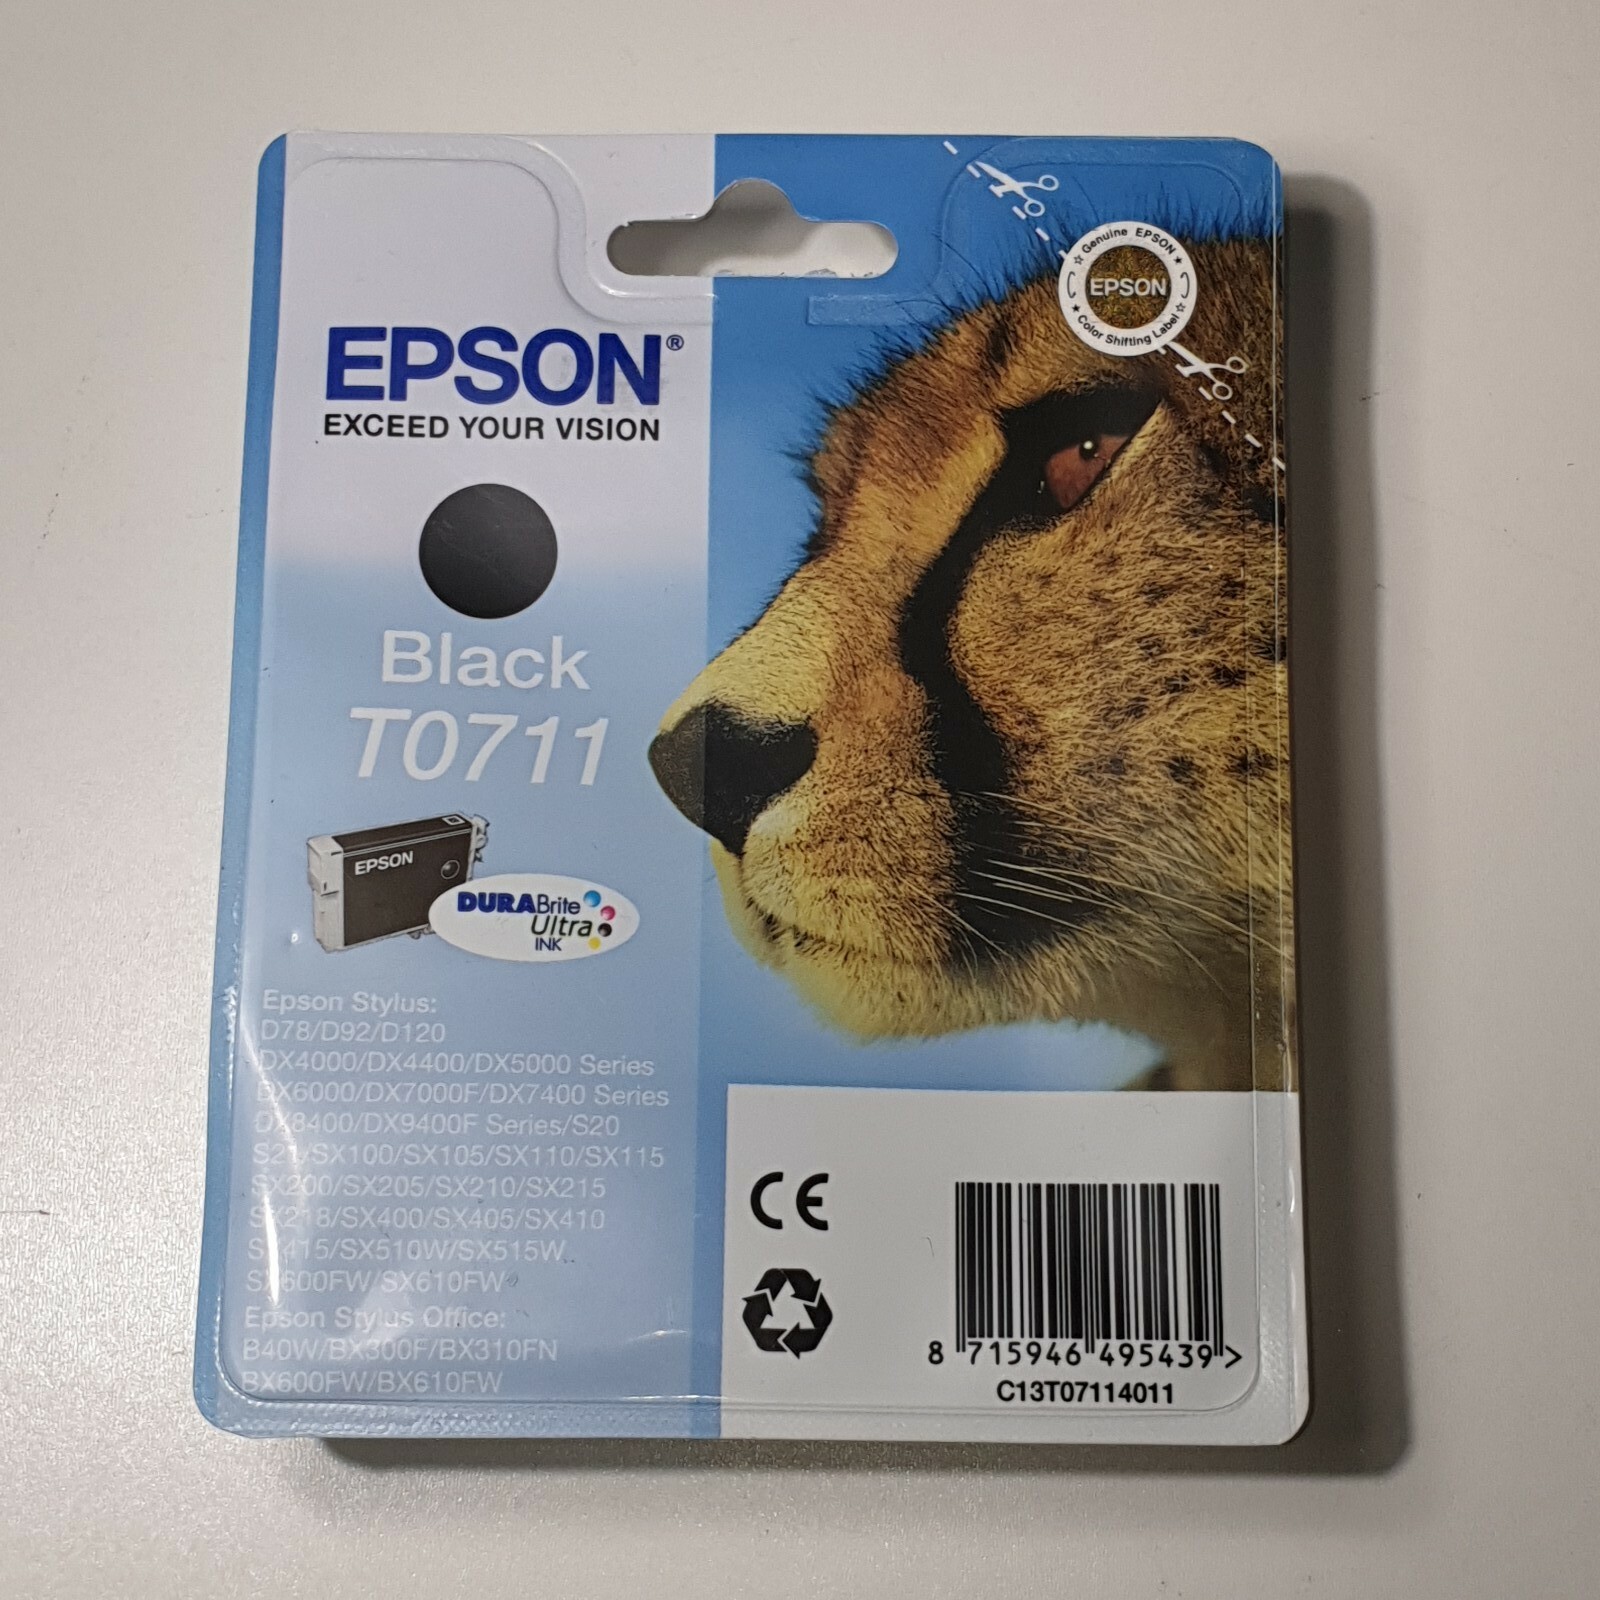 Genuine EPSON
EPSON
Color Shifting Label
EPSON®
EXCEED YOUR VISION
Black
T0711
EPSON
DURABrite
Ultra
INK
Epson Stylus:
D78/D92/D120
DX4000/DX4400/DX5000 Series
DX6000/DX7000F/DX7400 Series
DX8400/DX9400F Series/S20
S21/SX100/SX105/SX110/SX115
SX200/SX205/SX210/SX215
SX218/SX400/SX405/SX410
SX415/SX510W/SX515W
SX600FW/SX610FW
Epson Stylus Office:
B40W/BX300F/BX310FN
BX600FW/BX610FW
CE
8 715946 495439 >
C13T07114011